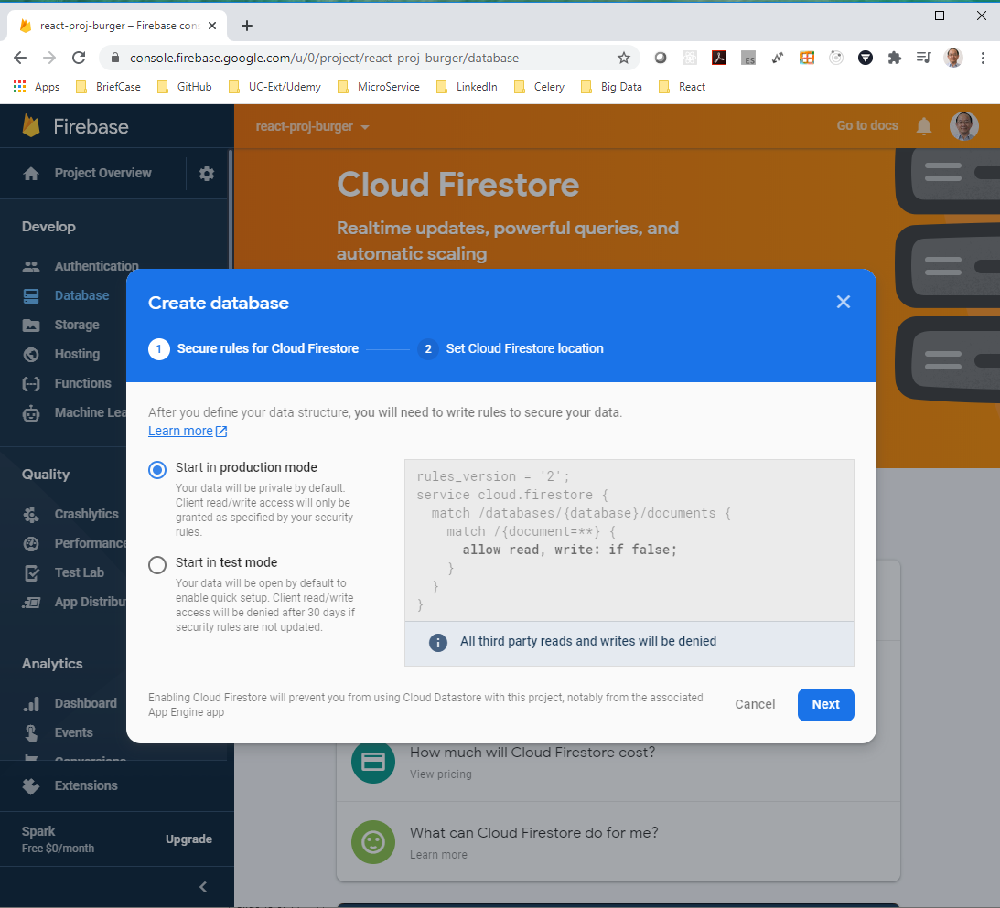 react-proj-burger – Firebase con
console.firebase.google.com/u/0/project/react-proj-burger/database
ES
Apps BriefCase GitHub UC-Ext/Udemy MicroService LinkedIn Celery Big Data React
Firebase
react-proj-burger
Go to docs
Project Overview
Cloud Firestore
Realtime updates, powerful queries, and
automatic scaling
Develop
Authentication
Database
Storage
Hosting
Functions
Machine Lea
Quality
Crashlytics
Performance
Test Lab
App Distribu
Analytics
Dashboard
Events
Conversions
Extensions
Spark
Free $0/month
Upgrade
Create database
1 Secure rules for Cloud Firestore
2 Set Cloud Firestore location
After you define your data structure, you will need to write rules to secure your data.
Learn more
Start in production mode
Your data will be private by default.
Client read/write access will only be
granted as specified by your security
rules.
Start in test mode
Your data will be open by default to
enable quick setup. Client read/write
access will be denied after 30 days if
security rules are not updated.
rules_version = '2';
service cloud.firestore {
match /databases/{database}/documents {
match /{document=**} {
allow read, write: if false;
}
}
}
All third party reads and writes will be denied
Enabling Cloud Firestore will prevent you from using Cloud Datastore with this project, notably from the associated
App Engine app
Cancel
Next
How much will Cloud Firestore cost?
View pricing
What can Cloud Firestore do for me?
Learn more